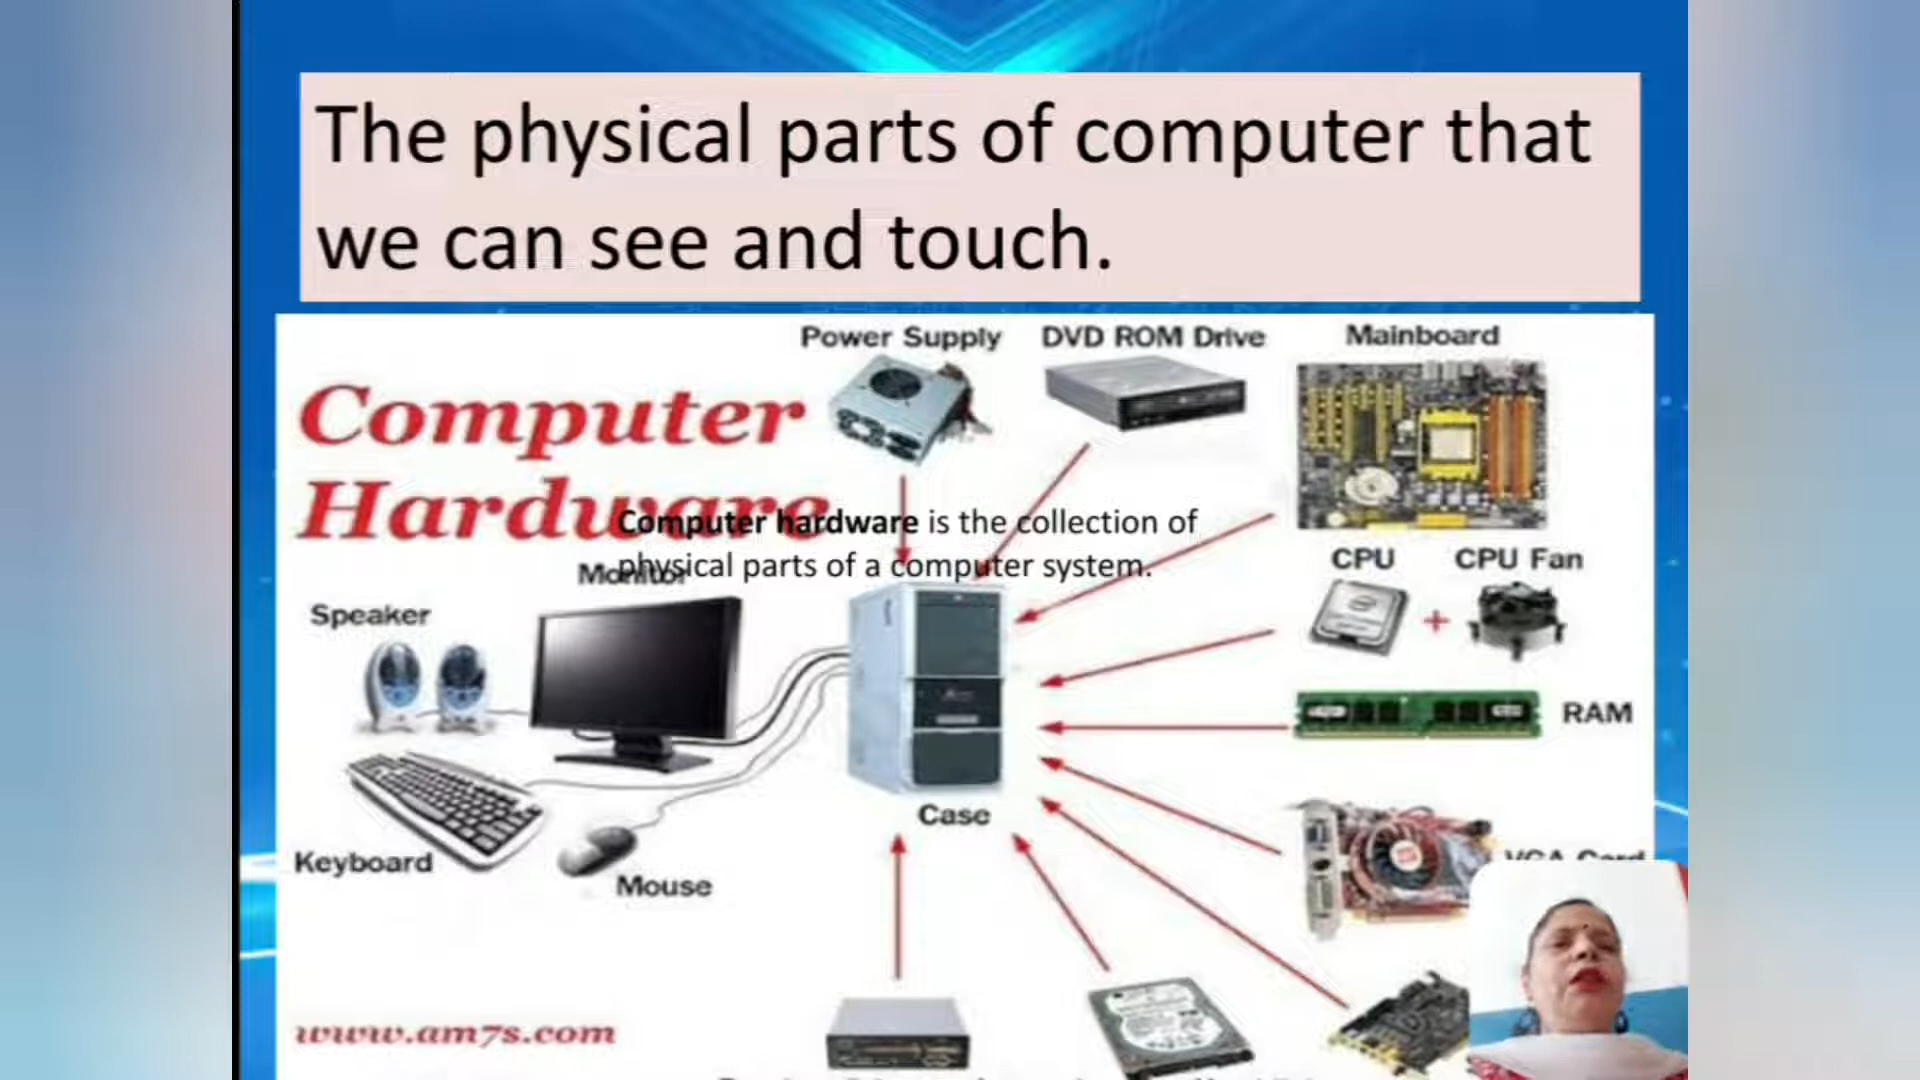 The physical parts of computer that
we can see and touch.
Power Supply
DVD ROM Drive
Mainboard
Computer
Hardware
Computer hardware is the collection of
physical parts of a computer system.
Monitor
CPU
CPU Fan
Speaker
RAM
Case
VGA Card
Keyboard
Mouse
www.am7s.com